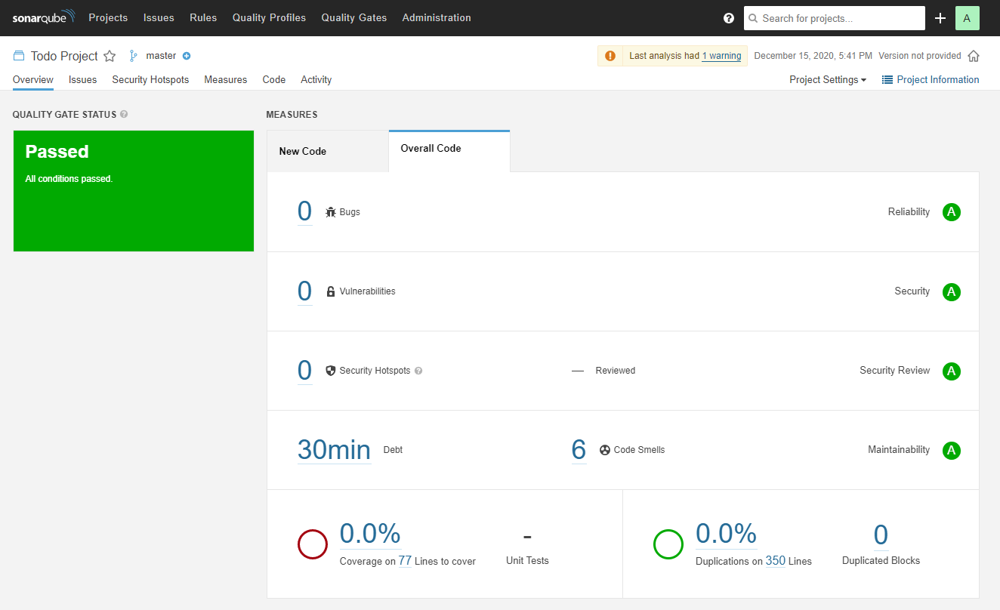 sonarqube Projects Issues Rules Quality Profiles Quality Gates Administration ? Search for projects... A
Todo Project master Last analysis had 1 warning December 15, 2020, 5:41 PM Version not provided
Overview Issues Security Hotspots Measures Code Activity Project Settings Project Information
QUALITY GATE STATUS ? MEASURES
Passed
All conditions passed.
New Code Overall Code
0 Bugs Reliability A
0 Vulnerabilities Security A
0 Security Hotspots ? — Reviewed Security Review A
30min Debt 6 Code Smells Maintainability A
0.0% - 0.0% 0
Coverage on 77 Lines to cover Unit Tests Duplications on 350 Lines Duplicated Blocks